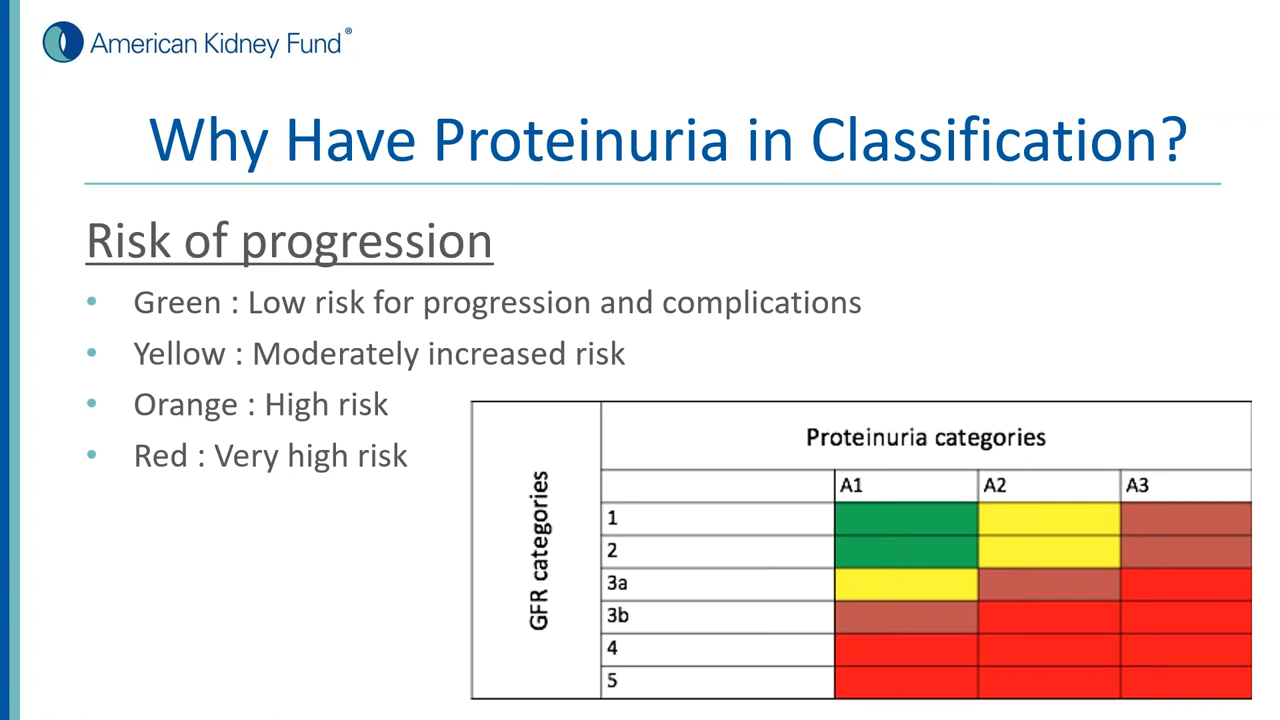 American Kidney Fund®
Why Have Proteinuria in Classification?
Risk of progression
• Green : Low risk for progression and complications
• Yellow : Moderately increased risk
• Orange : High risk
• Red : Very high risk
Proteinuria categories
GFR categories
A1 A2 A3
1
2
3a
3b
4
5